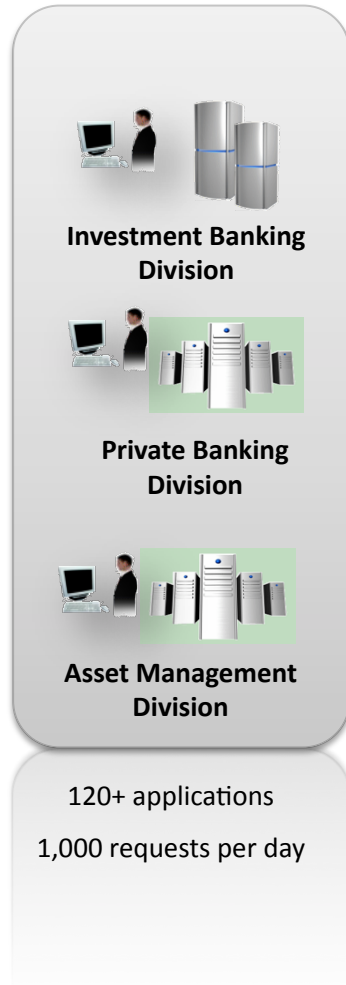 Investment Banking
Division
Private Banking
Division
Asset Management
Division
120+ applications
1,000 requests per day